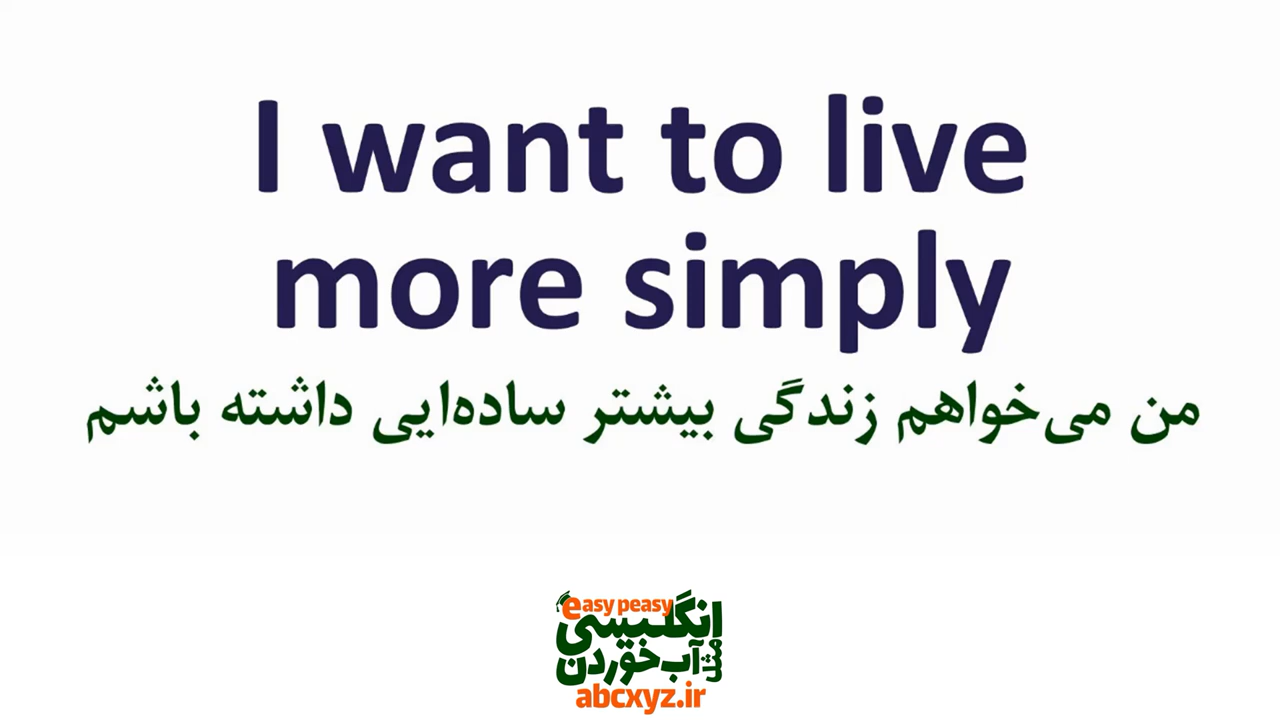 I want to live
more simply
من می‌خواهم زندگی بیشتر ساده‌ایی داشته باشم
easy peasy
انگلیسی
مثل آب خوردن
abcxyz.ir